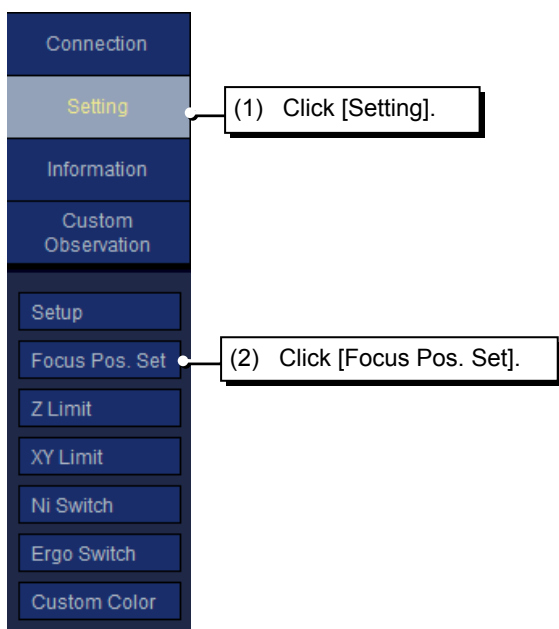 Connection
Setting
(1) Click [Setting].
Information
Custom
Observation
Setup
Focus Pos. Set
(2) Click [Focus Pos. Set].
Z Limit
XY Limit
Ni Switch
Ergo Switch
Custom Color